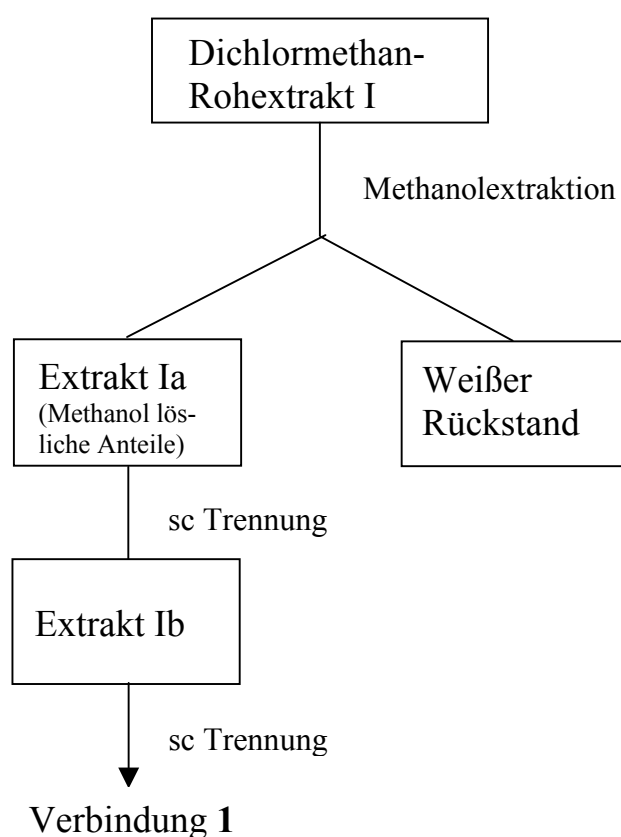 Dichlormethan-
Rohextrakt I
Methanolextraktion
Extrakt Ia
(Methanol lös-
liche Anteile)
Weißer
Rückstand
sc Trennung
Extrakt Ib
sc Trennung
Verbindung 1